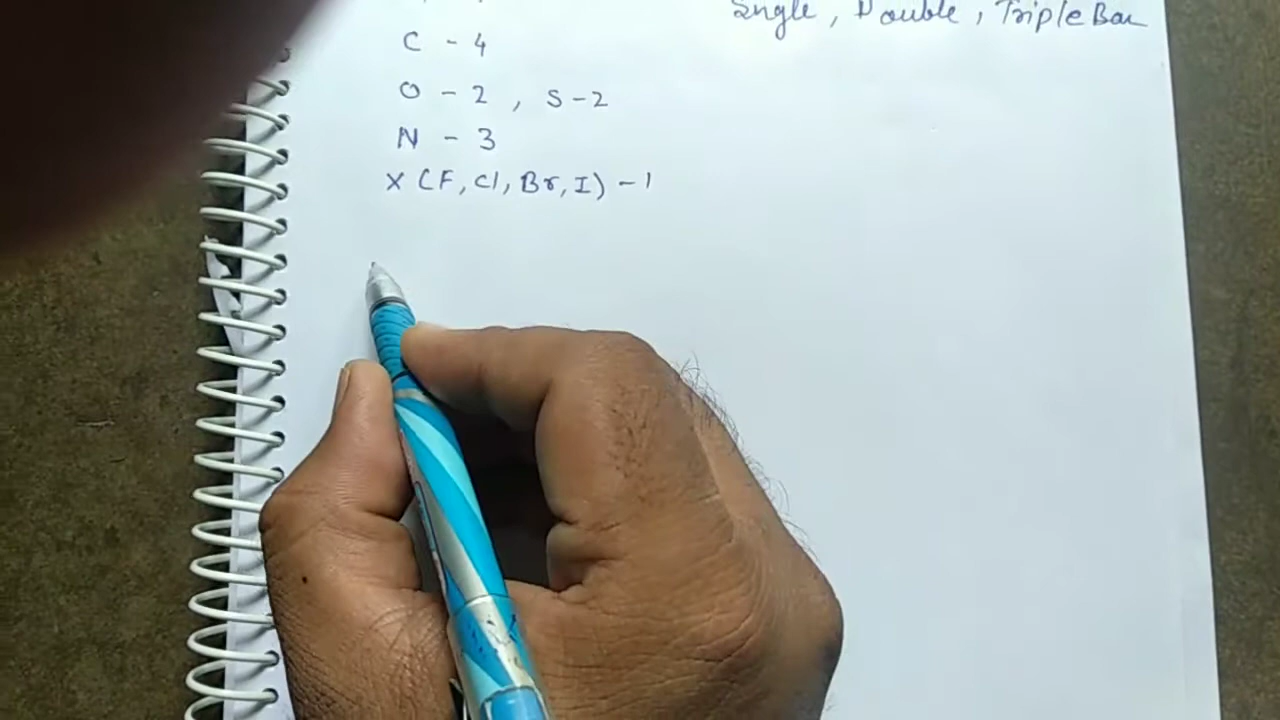 Single, Double, Triple Bon
C - 4
O - 2, S - 2
N - 3
X (F, Cl, Br, I) - 1